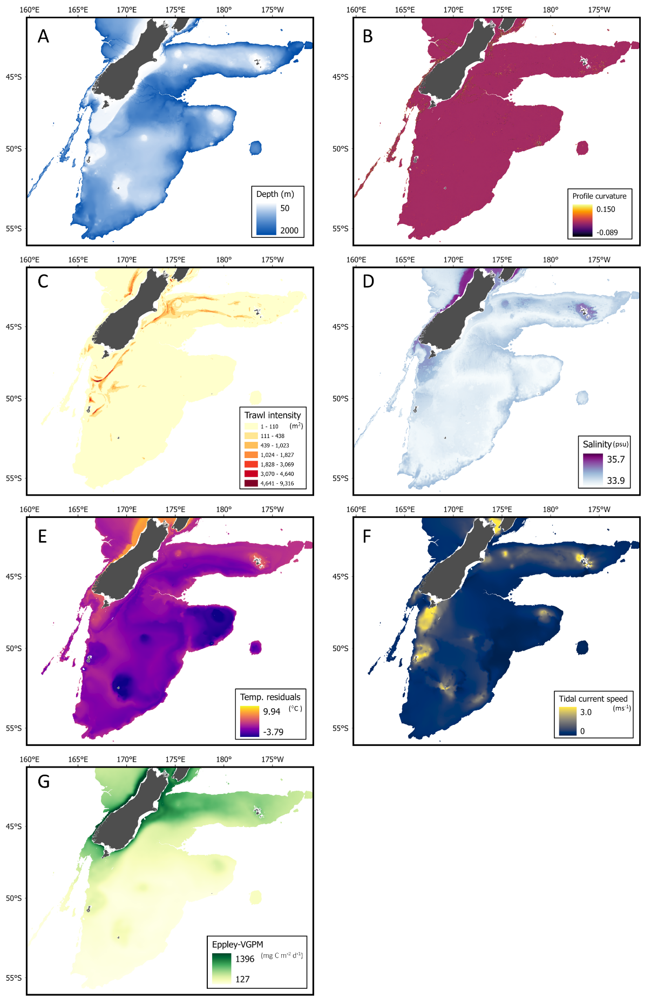 160°E 165°E 170°E 175°E 180° 175°W
160°E 165°E 170°E 175°E 180° 175°W
A
B
45°S
45°S
50°S
50°S
55°S
55°S
Depth (m)
50
2000
Profile curvature
0.150
-0.089
160°E 165°E 170°E 175°E 180° 175°W
160°E 165°E 170°E 175°E 180° 175°W
C
D
45°S
45°S
50°S
50°S
55°S
55°S
Trawl intensity
1 - 110 (m²)
111 - 438
439 - 1,023
1,024 - 1,827
1,828 - 3,069
3,070 - 4,640
4,641 - 9,316
Salinity (psu)
35.7
33.9
160°E 165°E 170°E 175°E 180° 175°W
160°E 165°E 170°E 175°E 180° 175°W
E
F
45°S
45°S
50°S
50°S
55°S
55°S
Temp. residuals
9.94 (°C )
-3.79
Tidal current speed
(ms⁻¹)
3.0
0
160°E 165°E 170°E 175°E 180° 175°W
G
45°S
50°S
55°S
Eppley-VGPM
1396 (mg C m⁻² d⁻¹)
127